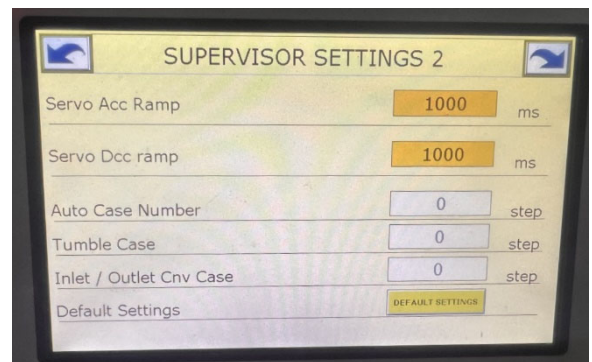 SUPERVISOR SETTINGS 2
Servo Acc Ramp 1000 ms
Servo Dcc ramp 1000 ms
Auto Case Number 0 step
Tumble Case 0 step
Inlet / Outlet Cnv Case 0 step
Default Settings DEFAULT SETTINGS